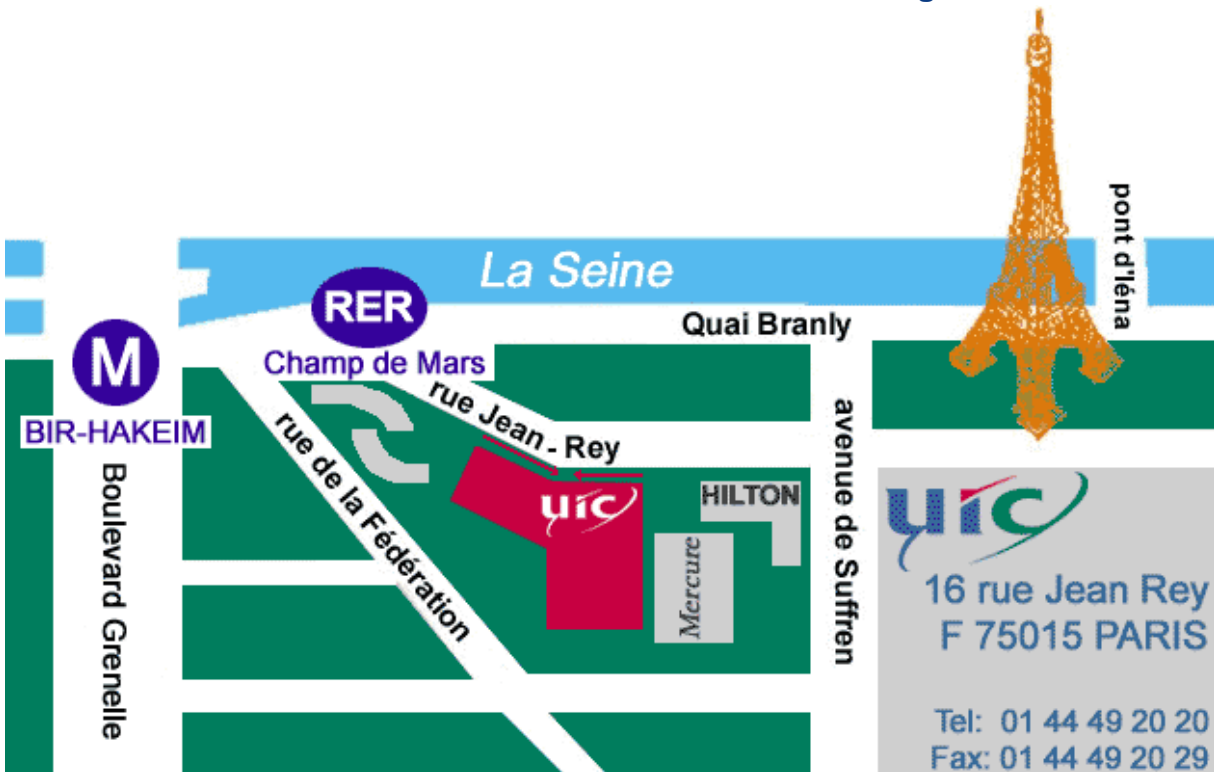 La Seine
pont d'Iéna
RER
Quai Branly
M
Champ de Mars
BIR-HAKEIM
rue Jean - Rey
rue de la Fédération
avenue de Suffren
Boulevard Grenelle
uic
HILTON
Mercure
uic
16 rue Jean Rey
F 75015 PARIS
Tel: 01 44 49 20 20
Fax: 01 44 49 20 29